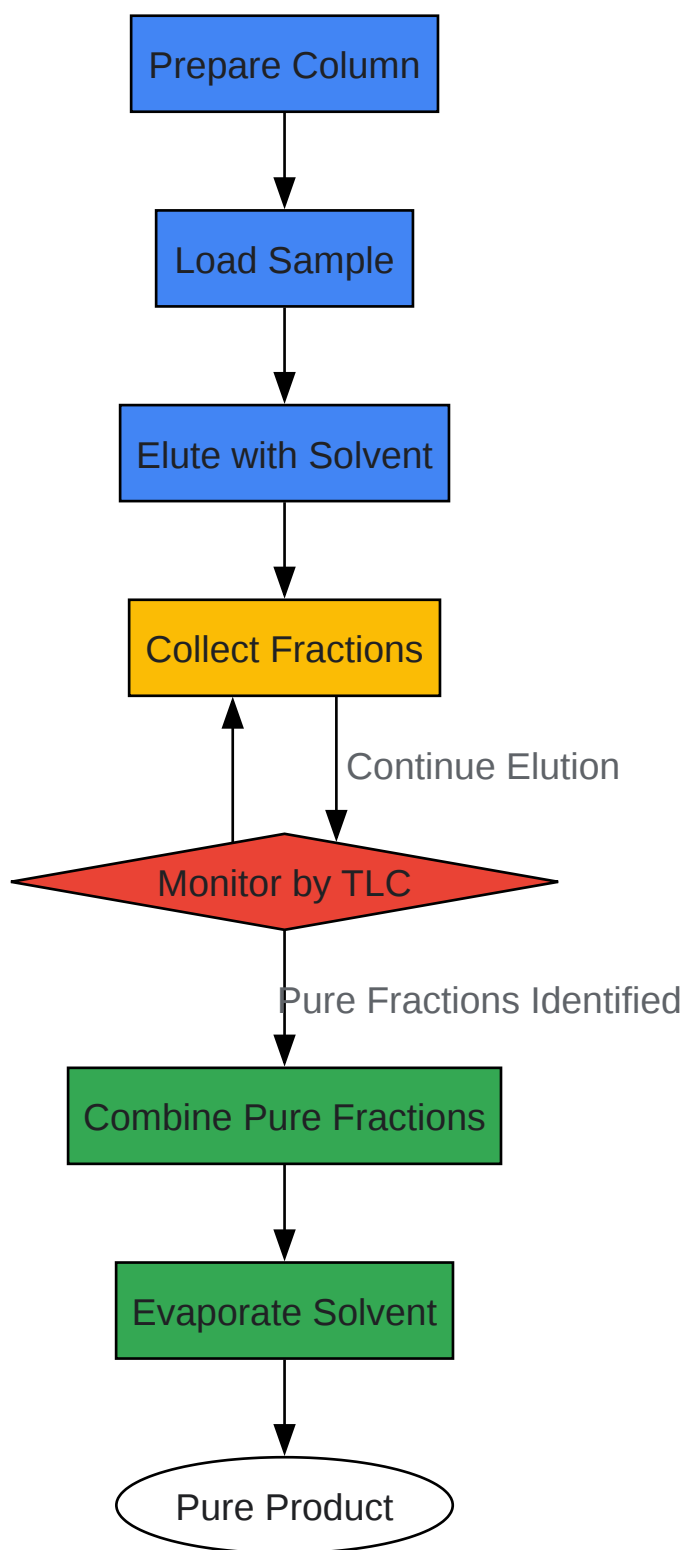 Prepare Column
Load Sample
Elute with Solvent
Collect Fractions
Continue Elution
Monitor by TLC
Pure Fractions Identified
Combine Pure Fractions
Evaporate Solvent
Pure Product